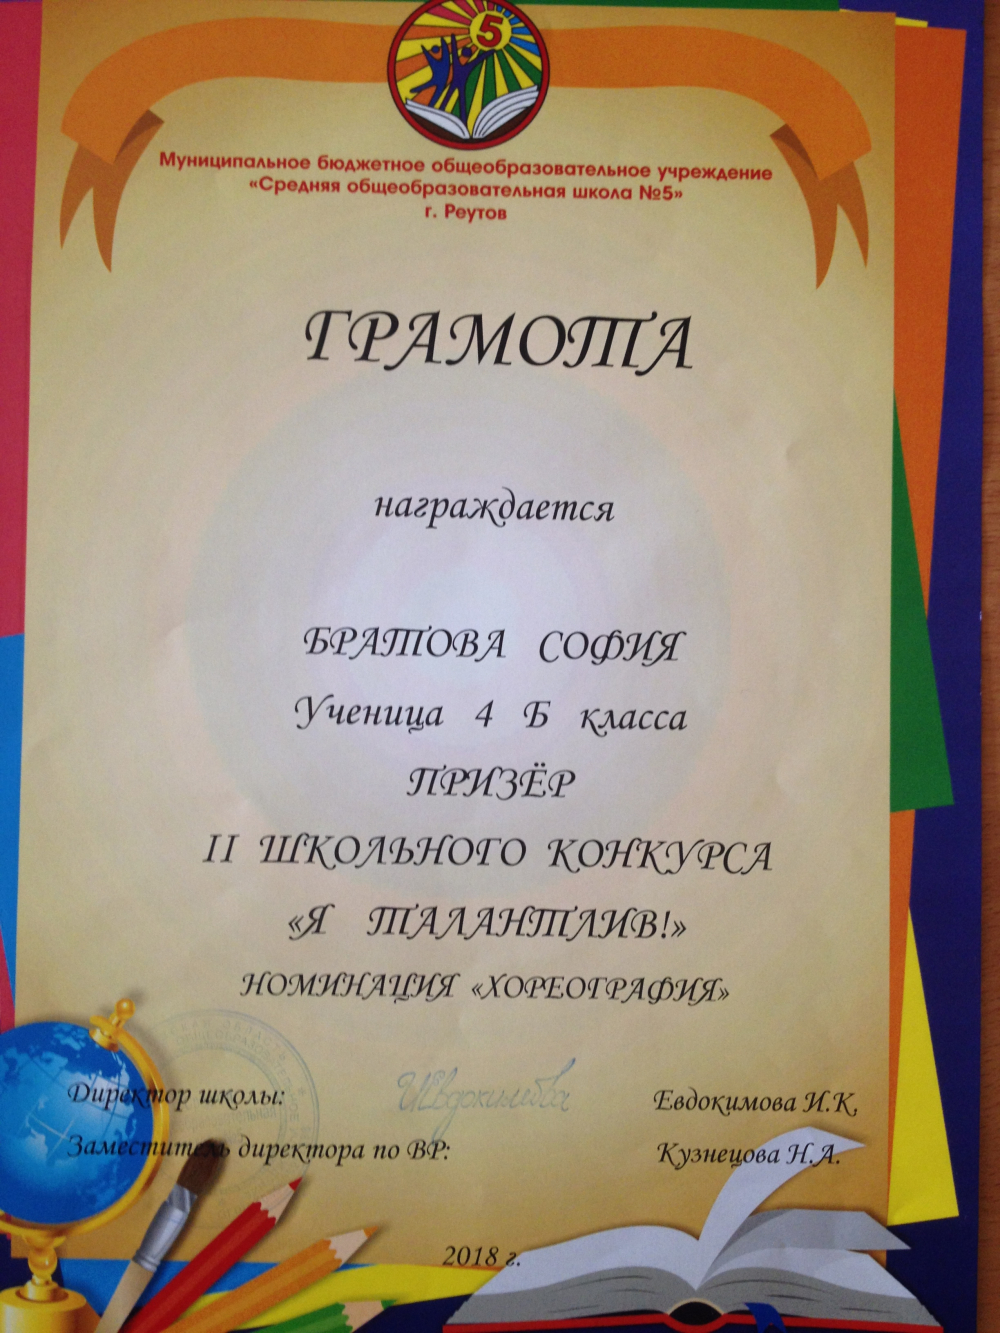 5
Муниципальное бюджетное общеобразовательное учреждение
«Средняя общеобразовательная школа №5»
г. Реутов
ГРАМОТА
награждается
БРАТОВА СОФИЯ
Ученица 4 Б класса
ПРИЗЁР
II ШКОЛЬНОГО КОНКУРСА
«Я ТАЛАНТЛИВ!»
НОМИНАЦИЯ «ХОРЕОГРАФИЯ»
Директор школы: Евдокимова И.К.
Заместитель директора по ВР: Кузнецова Н.А.
2018 г.